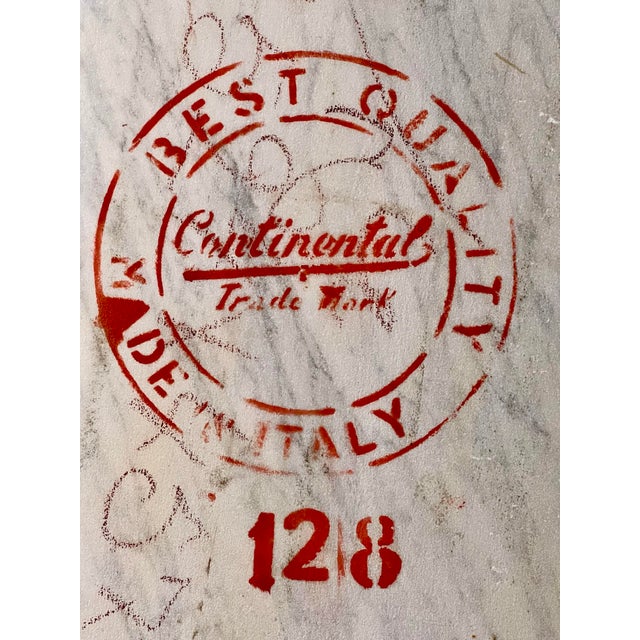 BEST QUALITY
Continental
Trade Mark
MADE IN ITALY
128